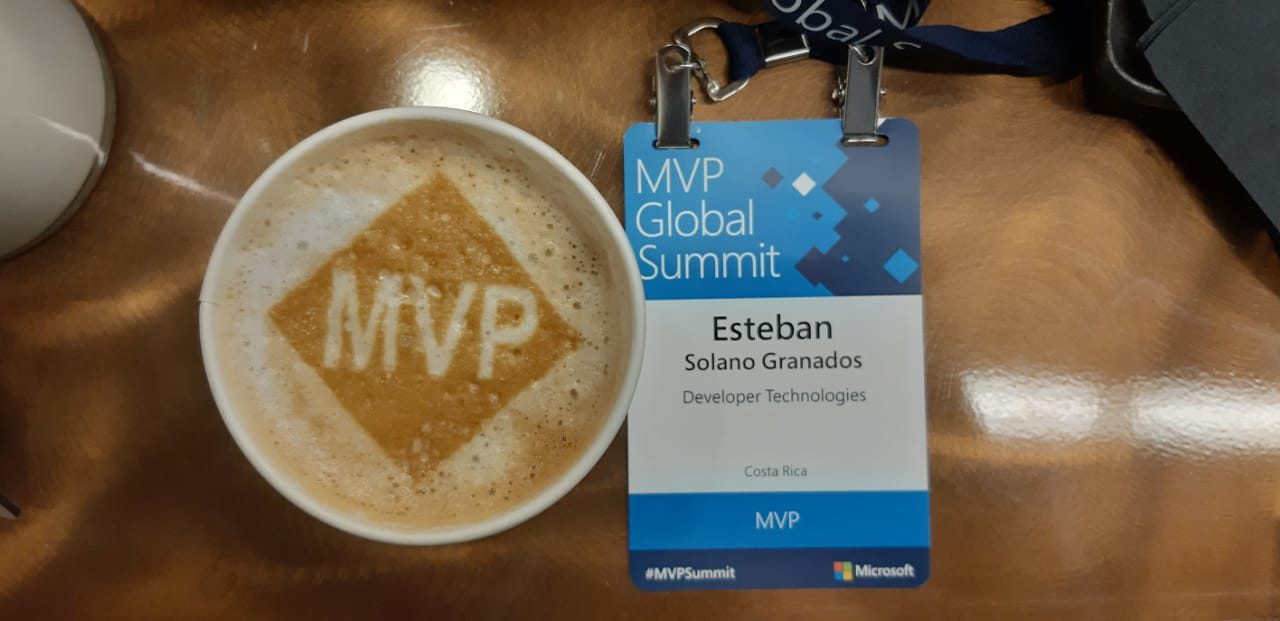 MVP
MVP
Global
Summit
Esteban
Solano Granados
Developer Technologies
Costa Rica
MVP
#MVPSummit
Microsoft